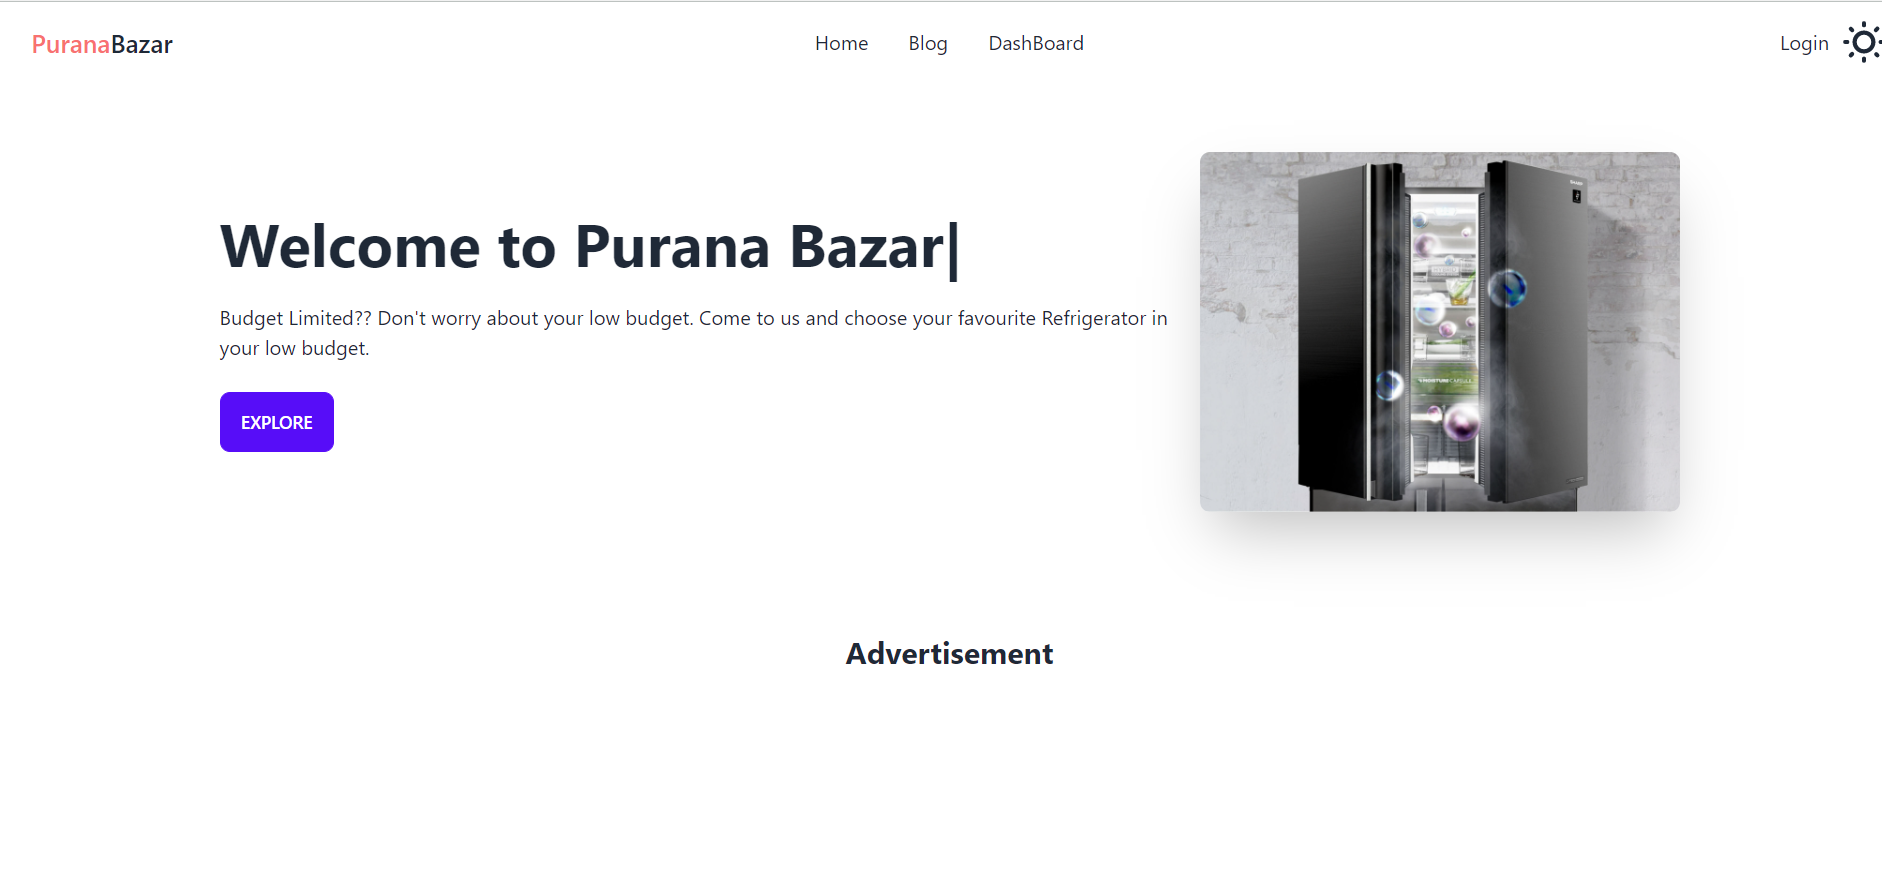 PuranaBazar
Home Blog DashBoard
Login
Welcome to Purana Bazar|
Budget Limited?? Don't worry about your low budget. Come to us and choose your favourite Refrigerator in
your low budget.
EXPLORE
SHARP
Advertisement